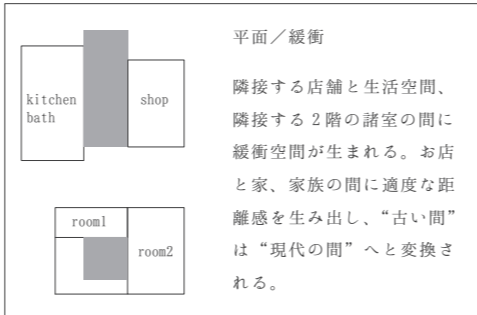 平面／緩衝
kitchen
bath
shop
room1
room2
隣接する店舗と生活空間、
隣接する2階の諸室の間に
緩衝空間が生まれる。お店
と家、家族の間に適度な距
離感を生み出し、“古い間”
は“現代の間”へと変換さ
れる。